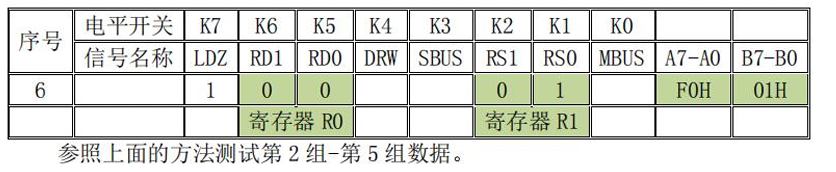 序号 电平开关 K7 K6 K5 K4 K3 K2 K1 K0
信号名称 LDZ RD1 RD0 DRW SBUS RS1 RS0 MBUS A7-A0 B7-B0
6 1 0 0 0 1 F0H 01H
寄存器 R0 寄存器 R1
参照上面的方法测试第 2 组-第 5 组数据。